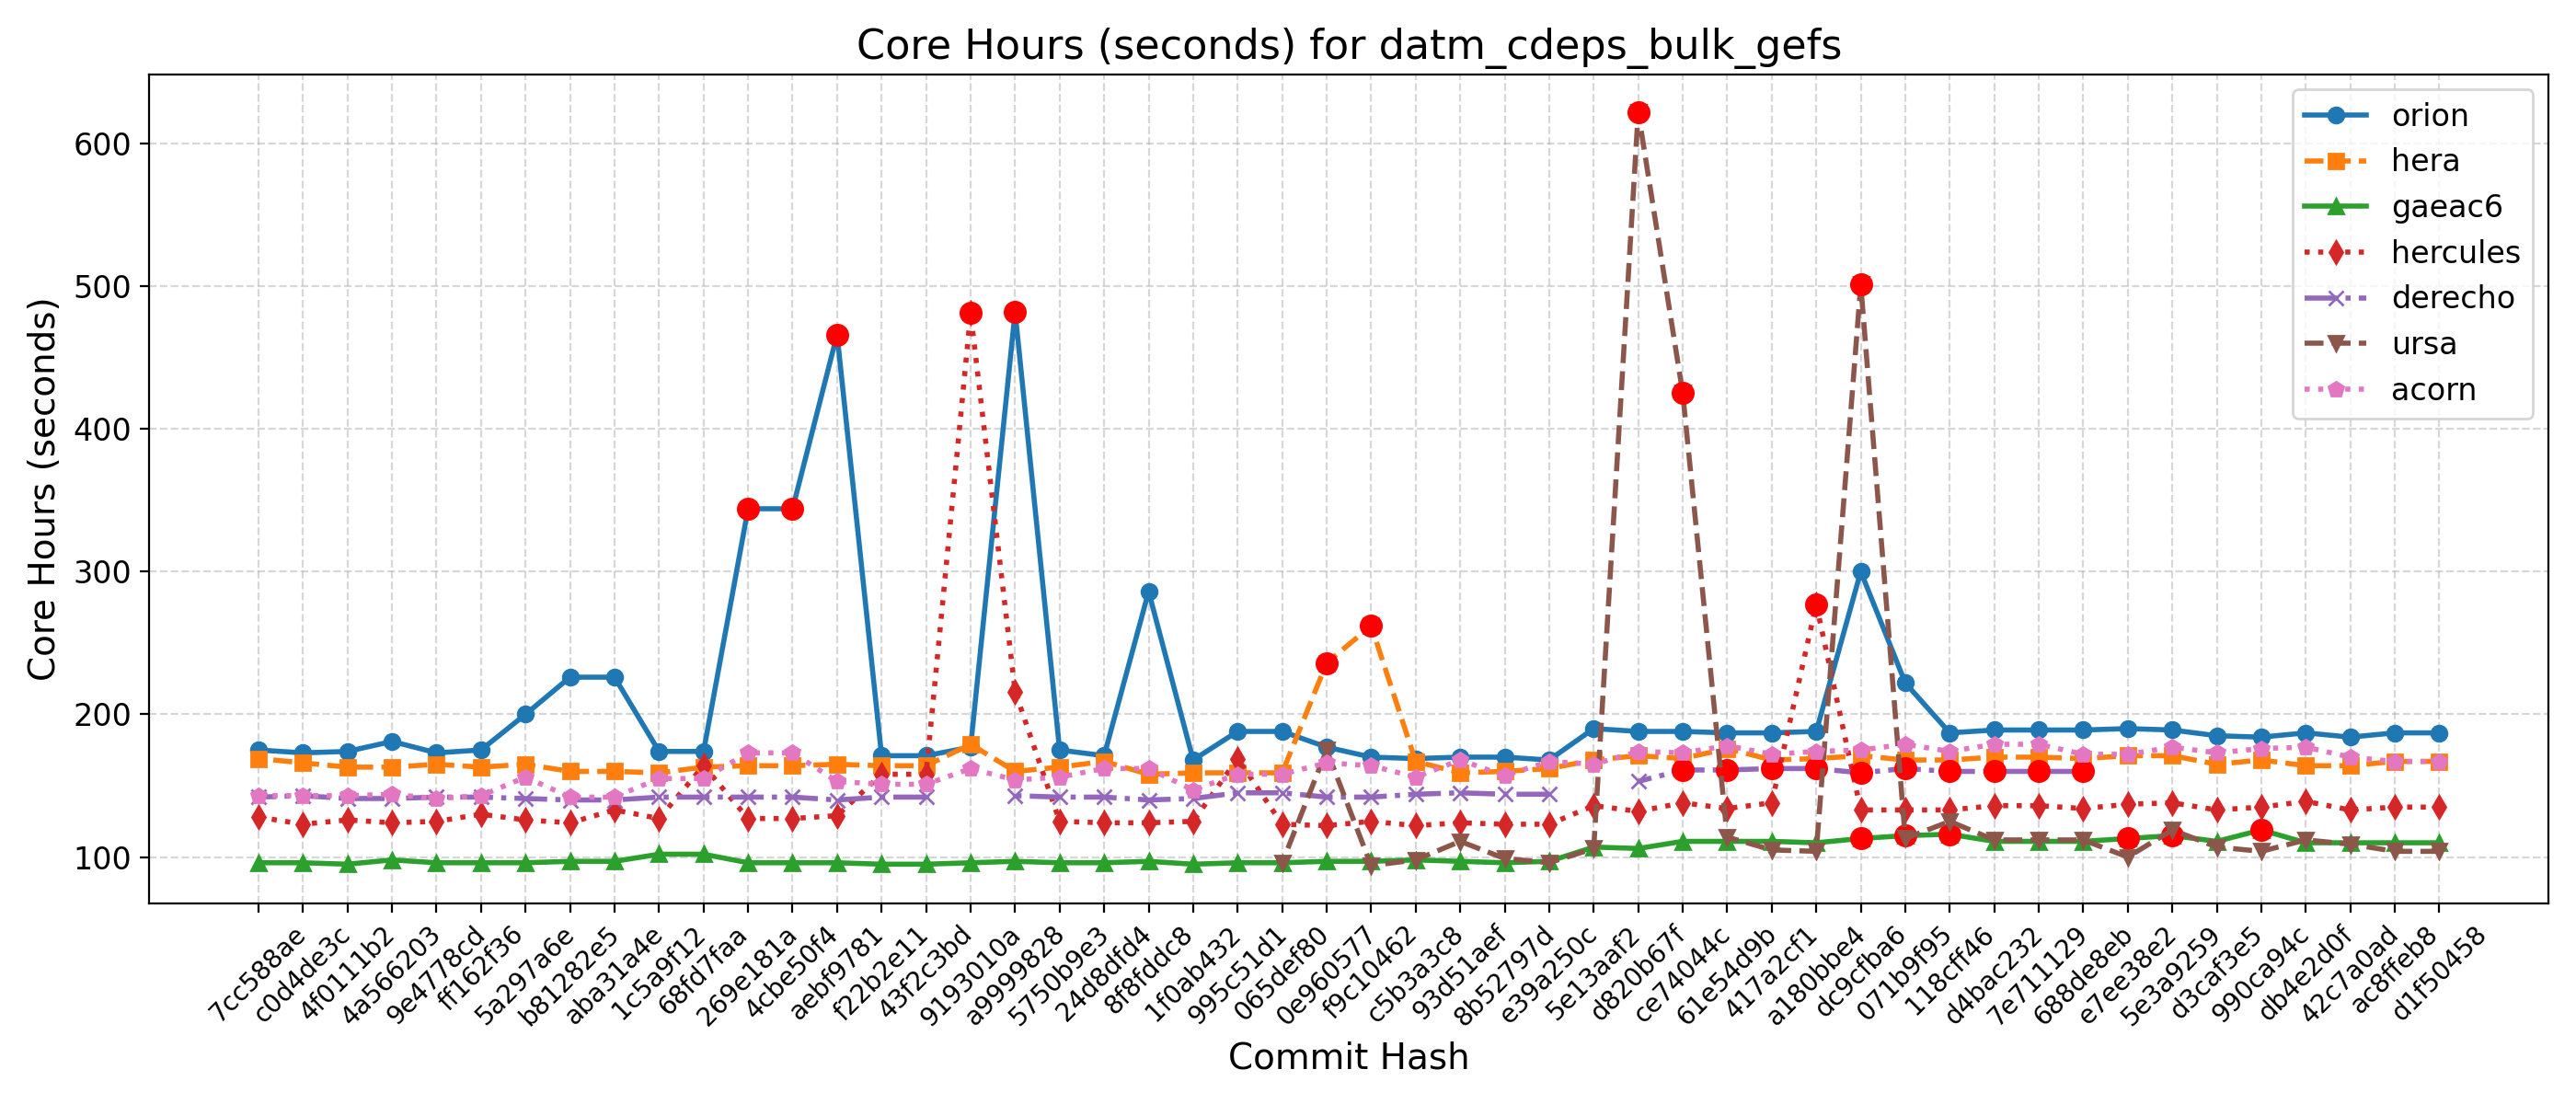 Core Hours (seconds) for datm_cdeps_bulk_gefs
Core Hours (seconds)
600
500
400
300
200
100
orion
hera
gaeac6
hercules
derecho
ursa
acorn
7cc588ae
c0d4de3c
4f0111b2
4a566203
9e4778cd
ff162f36
5a297a6e
b81282e5
aba31a4e
1c5a9f12
68fd7faa
269e181a
4cbe50f4
aebf9781
f22b2e11
43f2c3bd
9193010a
a9999828
5750b9e3
24d8dfd4
8f8fddc8
1f0ab432
995c51d1
065def80
0e960577
f9c10462
c5b3a3c8
93d51aef
8b52797d
e39a250c
5e13aaf2
d820b67f
ce74044c
61e54d9b
417a2cf1
a180bbe4
dc9cfba6
071b9f95
118cff46
d4bac232
7e711129
688de8eb
e7ee38e2
5e3a9259
d3caf3e5
990ca94c
db4e2d0f
42c7a0ad
ac8ffeb8
d1f50458
Commit Hash